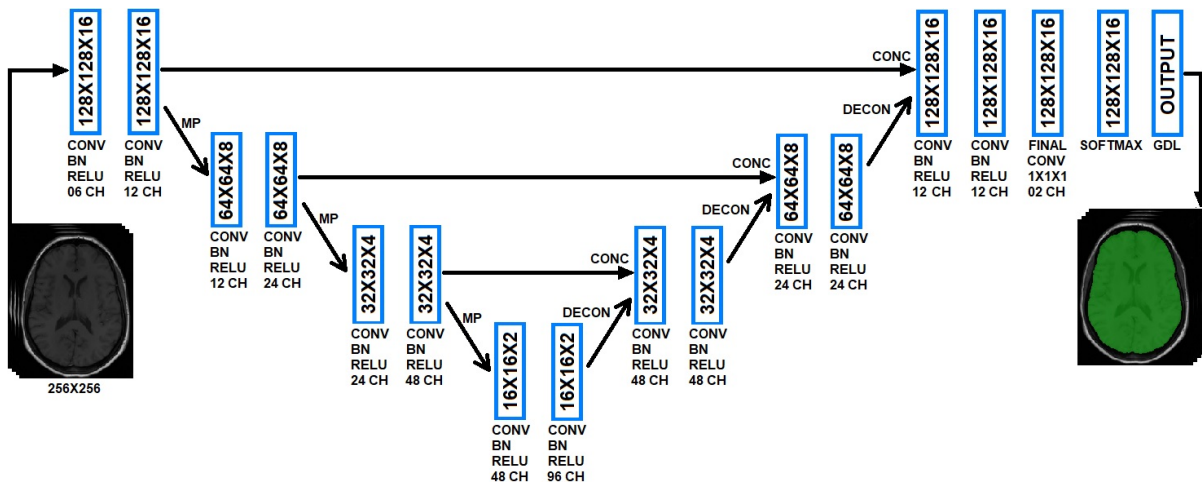 128X128X16
CONV
BN
RELU
06 CH
128X128X16
CONV
BN
RELU
12 CH
MP
64X64X8
CONV
BN
RELU
12 CH
64X64X8
CONV
BN
RELU
24 CH
MP
32X32X4
CONV
BN
RELU
24 CH
32X32X4
CONV
BN
RELU
48 CH
MP
16X16X2
CONV
BN
RELU
48 CH
16X16X2
CONV
BN
RELU
96 CH
DECON
CONC
32X32X4
CONV
BN
RELU
48 CH
32X32X4
CONV
BN
RELU
48 CH
DECON
CONC
64X64X8
CONV
BN
RELU
24 CH
64X64X8
CONV
BN
RELU
24 CH
DECON
CONC
128X128X16
CONV
BN
RELU
12 CH
128X128X16
CONV
BN
RELU
12 CH
128X128X16
FINAL
CONV
1X1X1
02 CH
128X128X16
SOFTMAX
OUTPUT
GDL
256X256